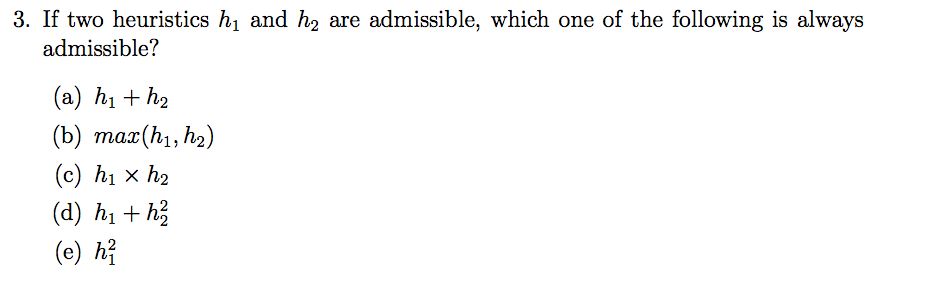 3. If two heuristics h₁ and h₂ are admissible, which one of the following is always
admissible?
(a) h₁ + h₂
(b) max(h₁, h₂)
(c) h₁ × h₂
(d) h₁ + h₂²
(e) h₁²